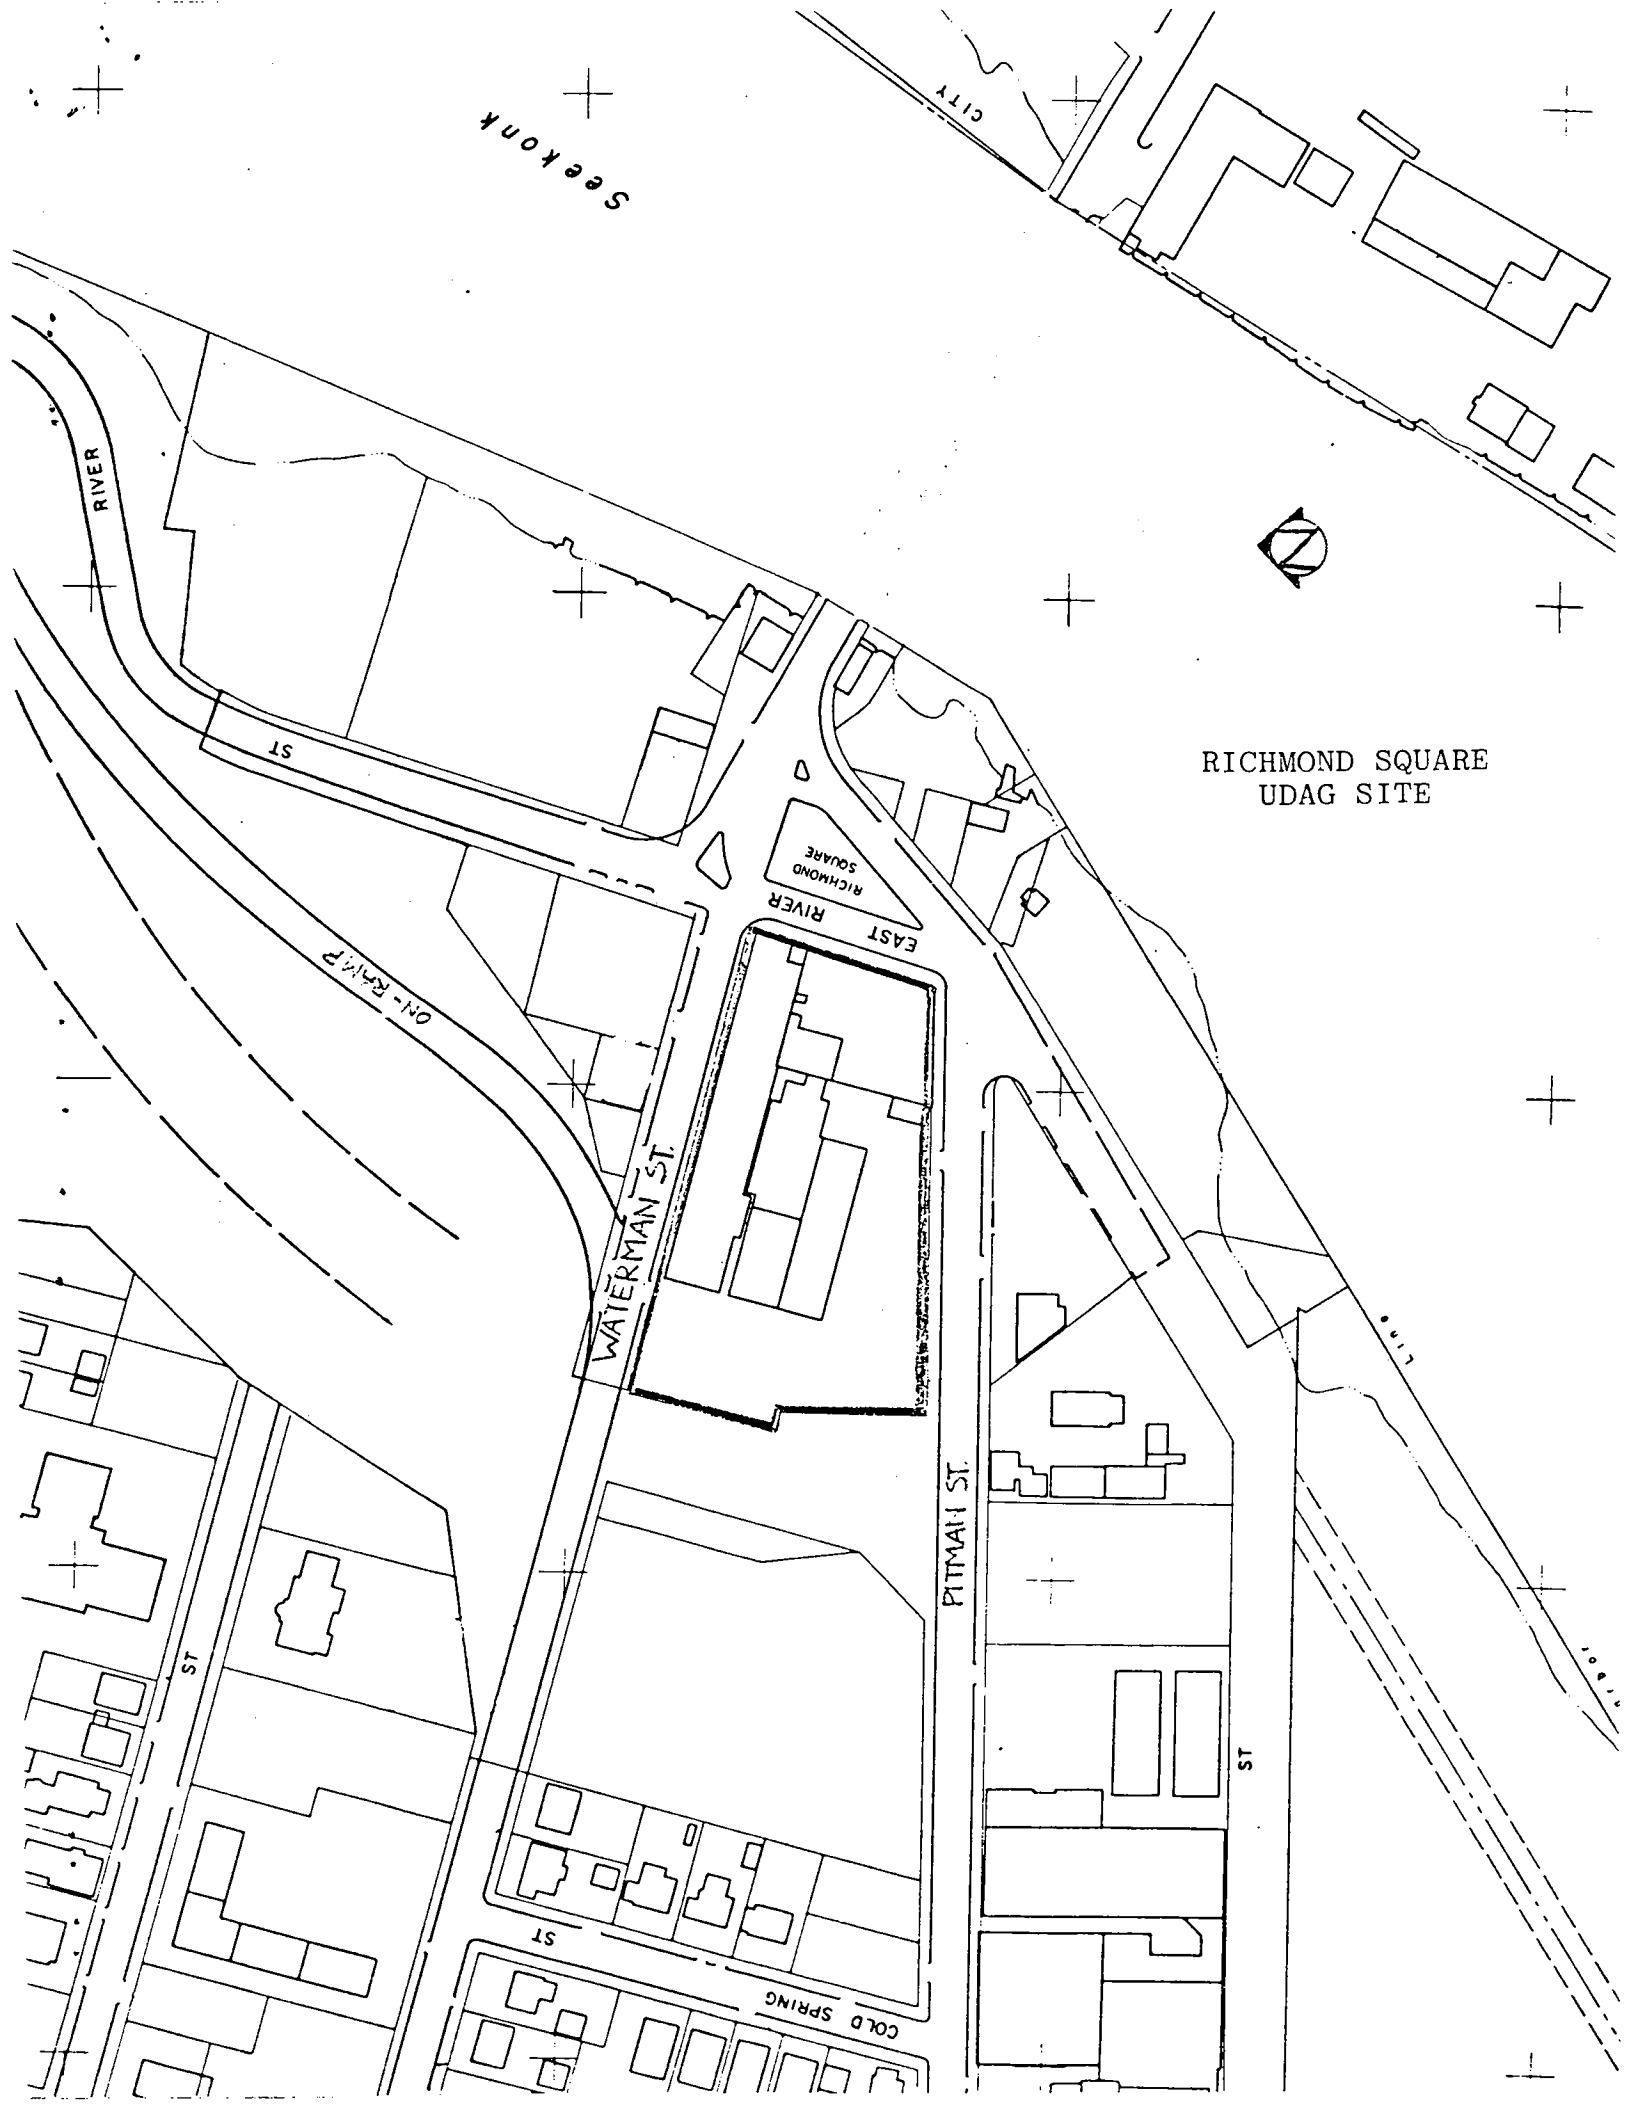 CITY
Seekonk
RIVER
N
ST
RICHMOND SQUARE
UDAG SITE
RICHMOND
SQUARE
EAST
RIVER
ON-RAMP
WATERMAN ST.
LINE
PITMAN ST.
ST
ST
ST
COLD SPRING